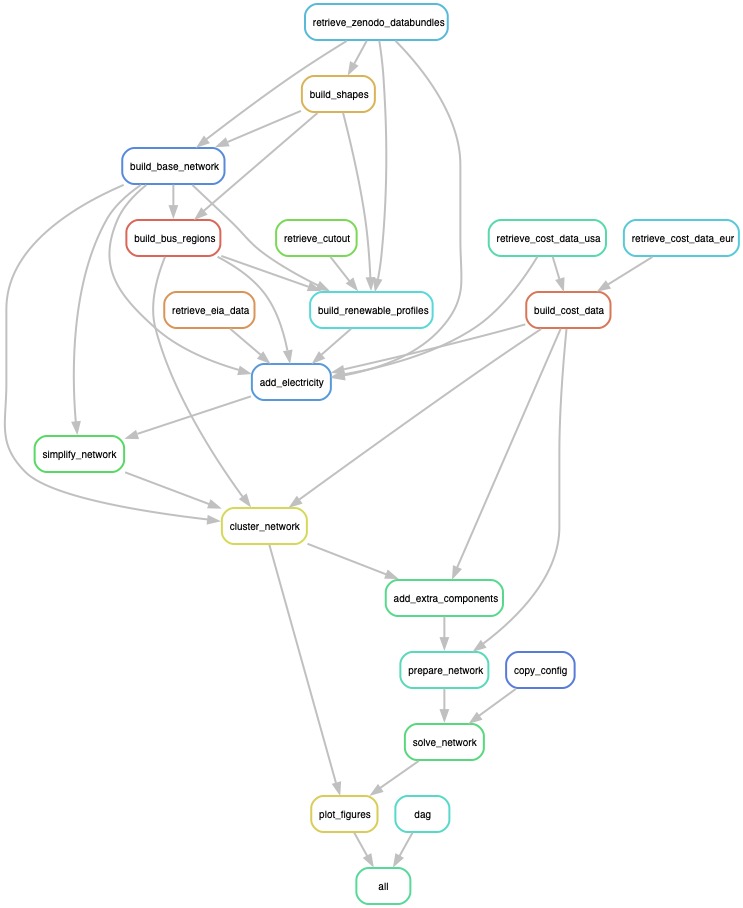 retrieve_zenodo_databundles
build_shapes
build_base_network
build_bus_regions
retrieve_cutout
retrieve_cost_data_usa
retrieve_cost_data_eur
retrieve_eia_data
build_renewable_profiles
build_cost_data
add_electricity
simplify_network
cluster_network
add_extra_components
prepare_network
copy_config
solve_network
plot_figures
dag
all